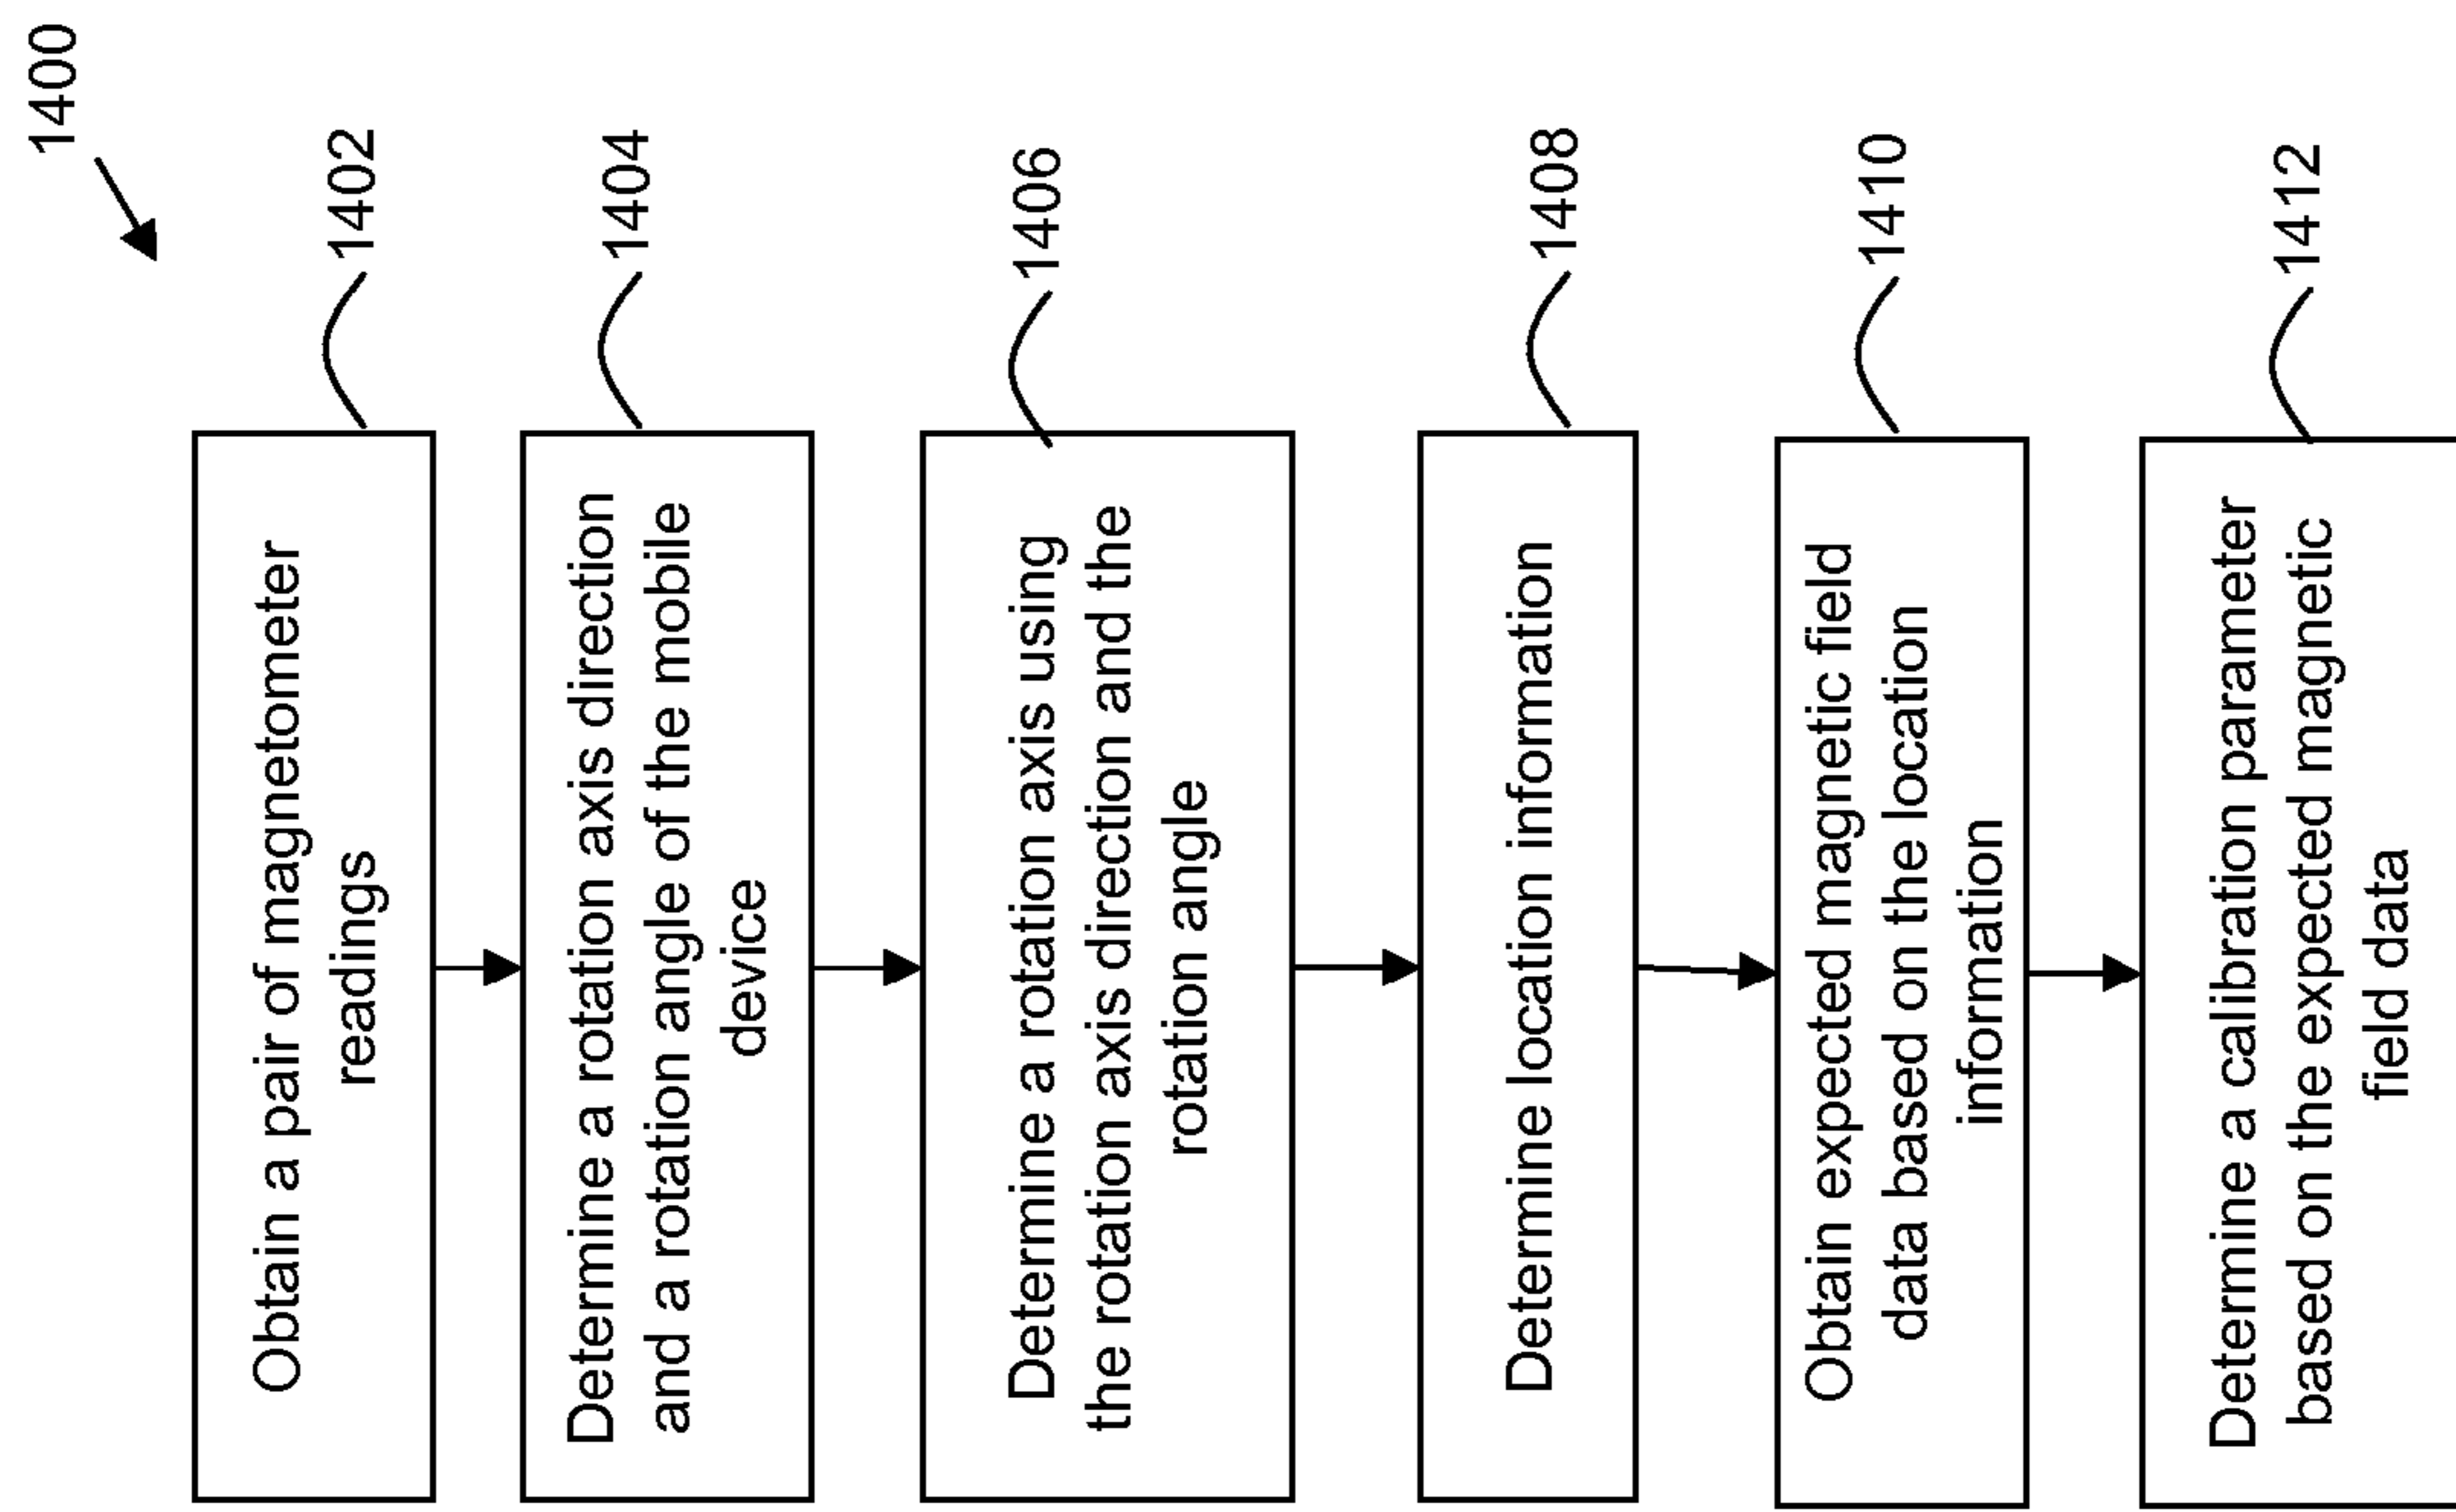 1400
Obtain a pair of magnetometer
readings
1402
Determine a rotation axis direction
and a rotation angle of the mobile
device
1404
Determine a rotation axis using
the rotation axis direction and the
rotation angle
1406
Determine location information
1408
Obtain expected magnetic field
data based on the location
information
1410
Determine a calibration parameter
based on the expected magnetic
field data
1412